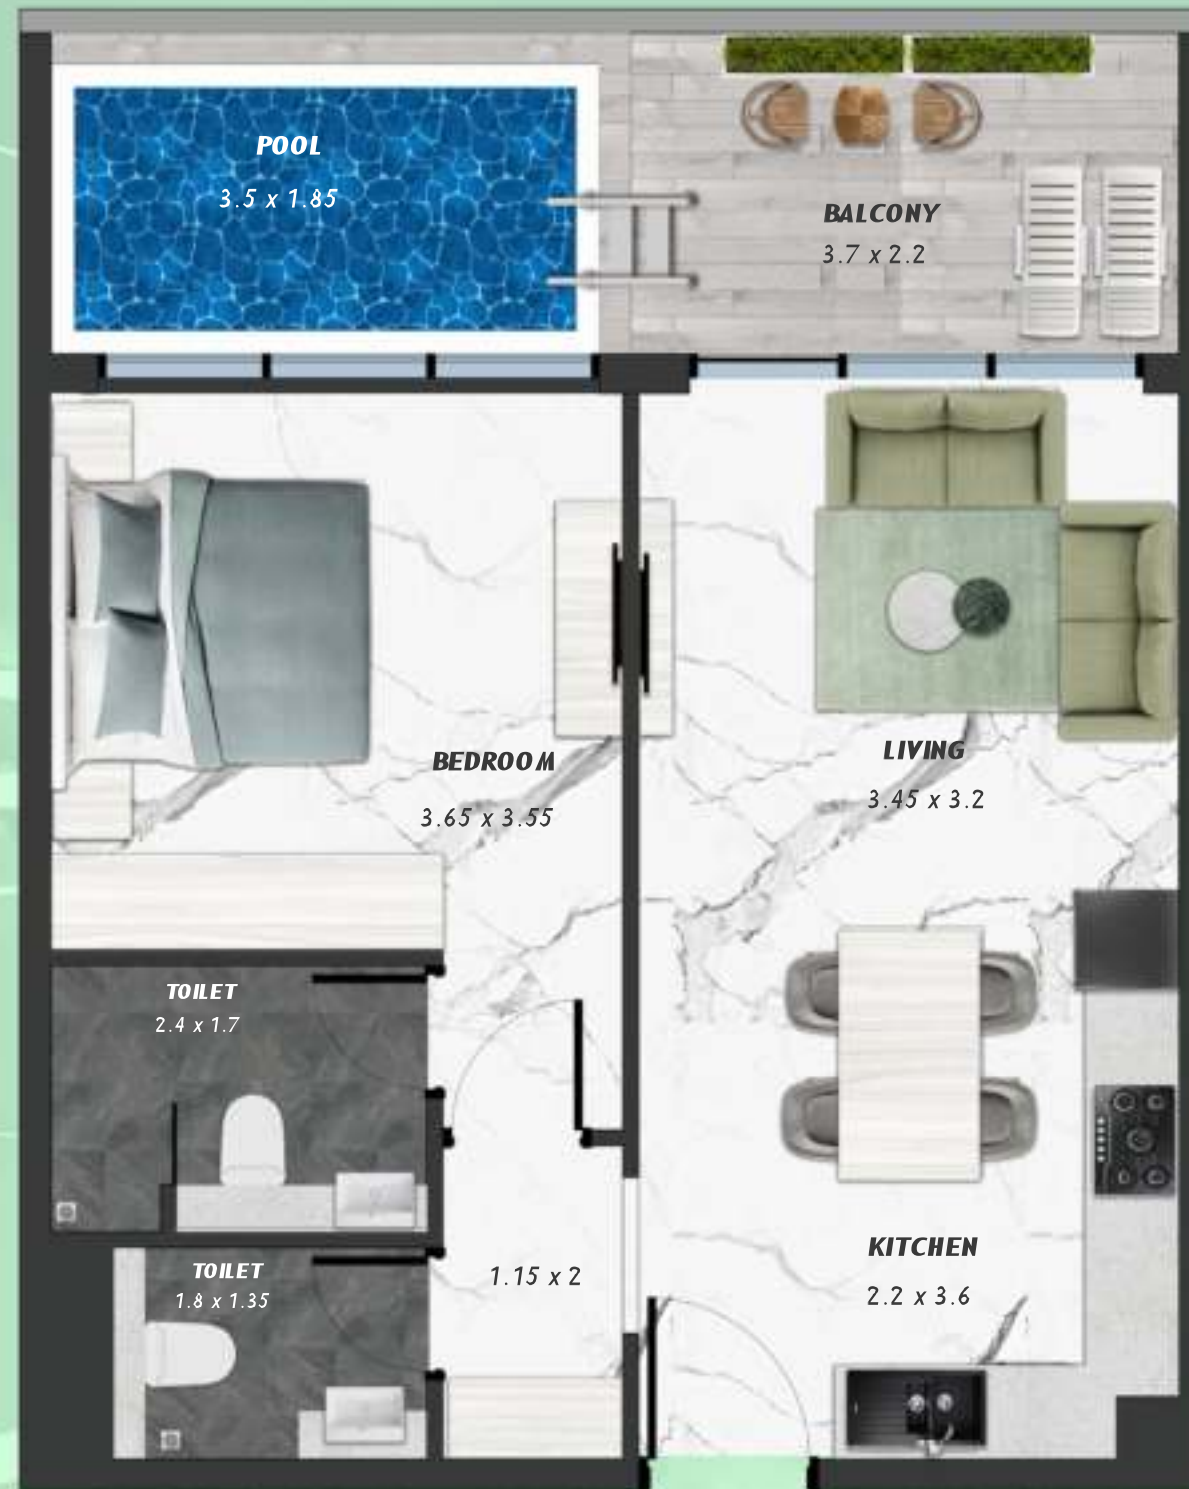 POOL
3.5 x 1.85
BALCONY
3.7 x 2.2
BEDROOM
3.65 x 3.55
LIVING
3.45 x 3.2
TOILET
2.4 x 1.7
TOILET
1.8 x 1.35
1.15 x 2
KITCHEN
2.2 x 3.6